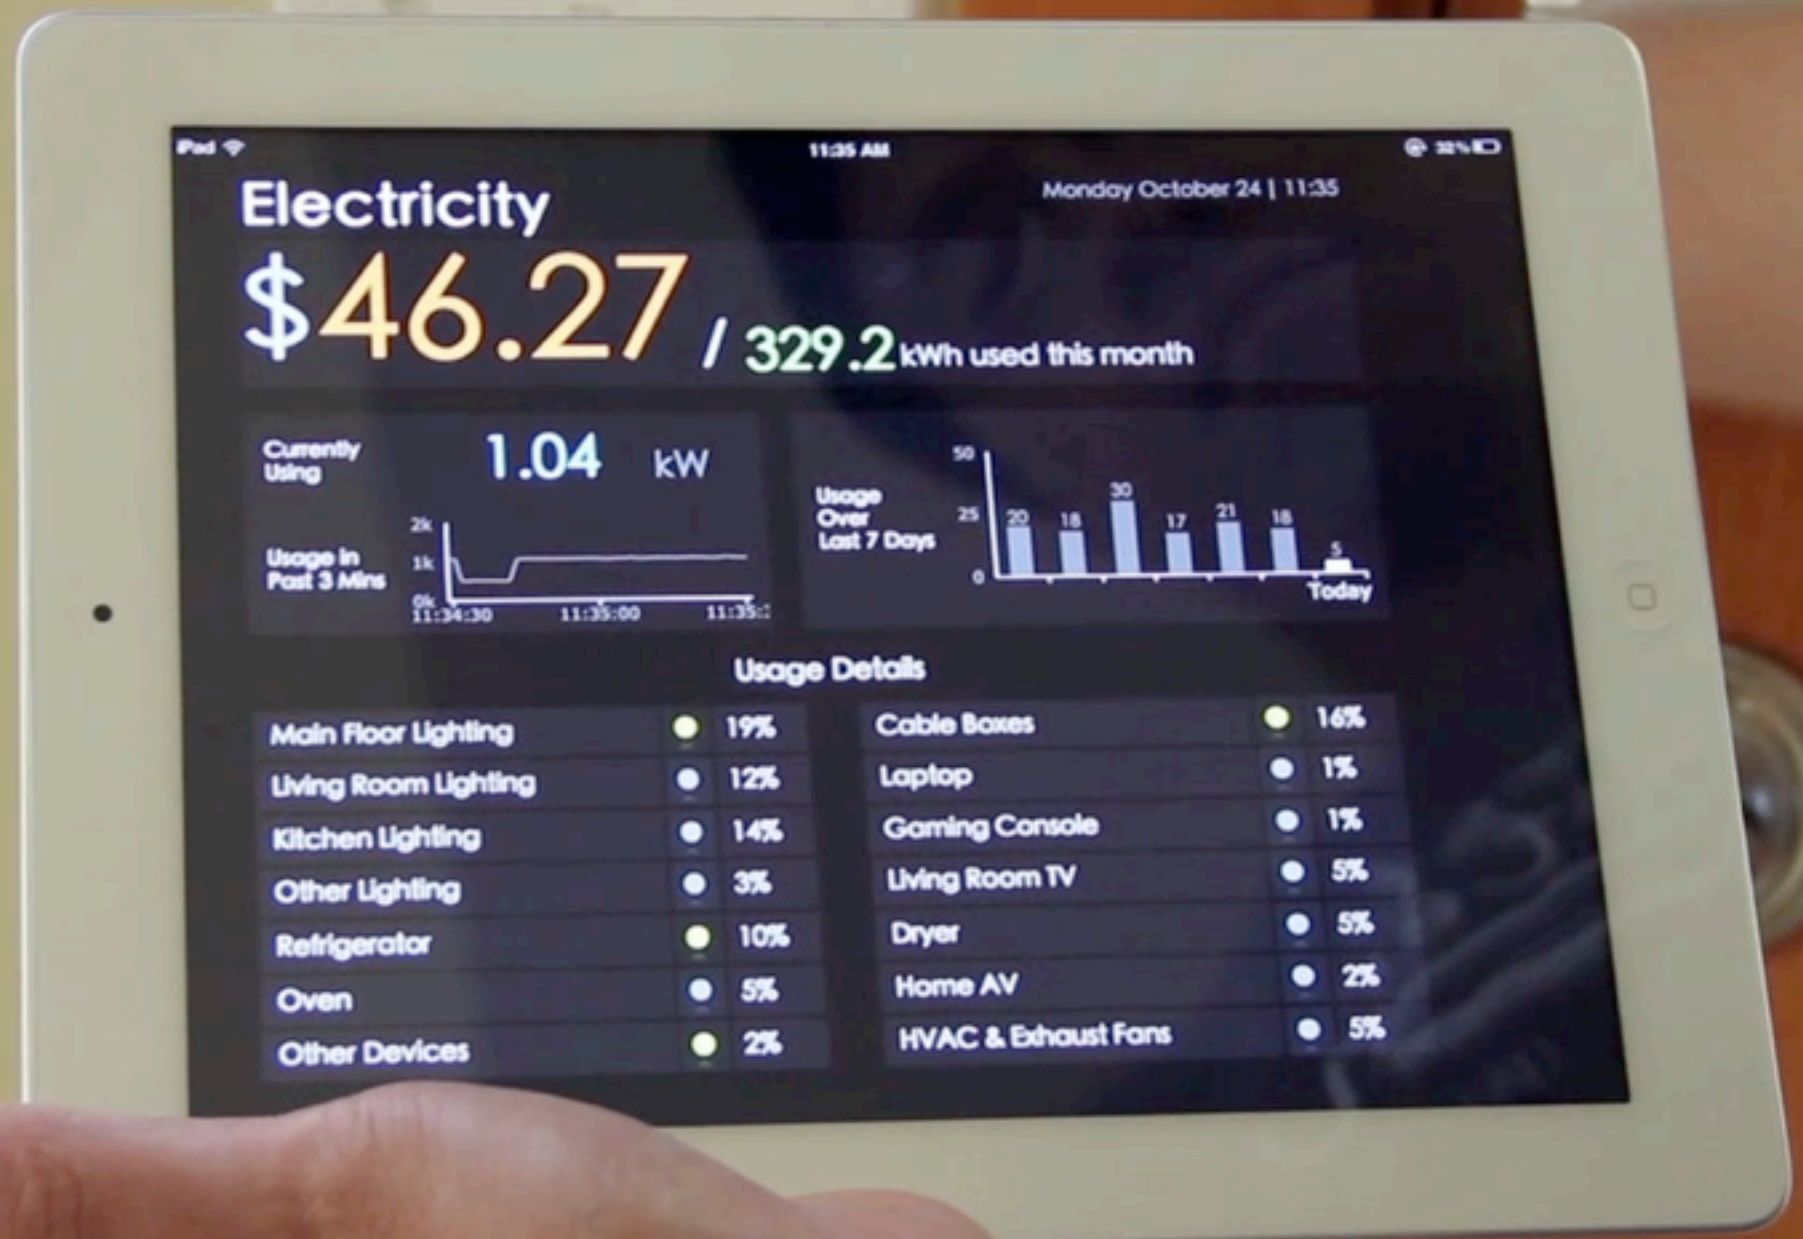 iPad
11:35 AM
32%
Electricity
Monday October 24 | 11:35
$46.27 / 329.2 kWh used this month
Currently
Using
1.04 kW
Usage in
Past 3 Mins
2k
1k
0k
11:34:30 11:35:00 11:35:
Usage
Over
Last 7 Days
50
25
0
20 18 30 17 21 18 5
Today
Usage Details
Main Floor Lighting 19%
Living Room Lighting 12%
Kitchen Lighting 14%
Other Lighting 3%
Refrigerator 10%
Oven 5%
Other Devices 2%
Cable Boxes 16%
Laptop 1%
Gaming Console 1%
Living Room TV 5%
Dryer 5%
Home AV 2%
HVAC & Exhaust Fans 5%